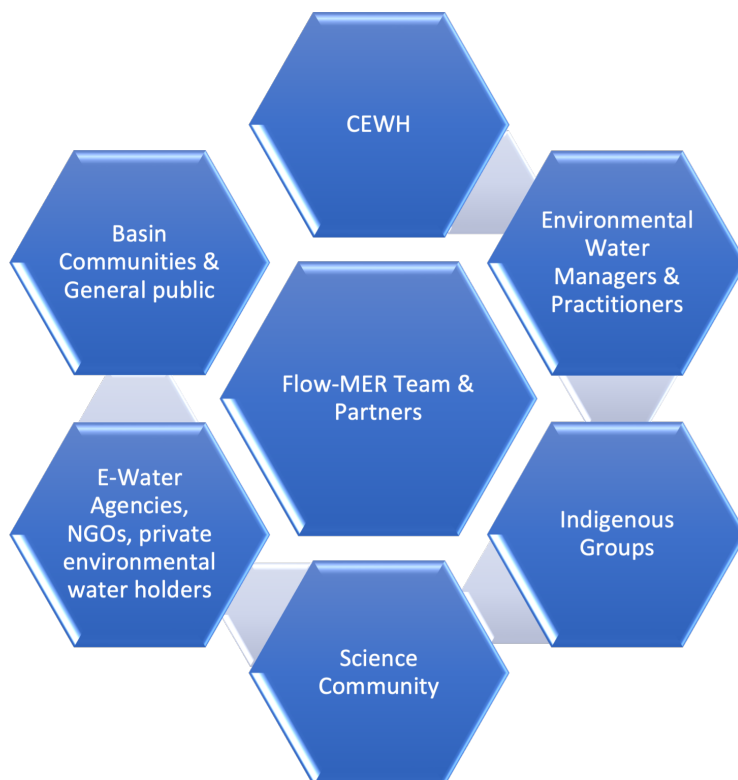 CEWH
Basin
Communities &
General public
Environmental
Water
Managers &
Practitioners
Flow-MER Team &
Partners
E-Water
Agencies,
NGOs, private
environmental
water holders
Indigenous
Groups
Science
Community